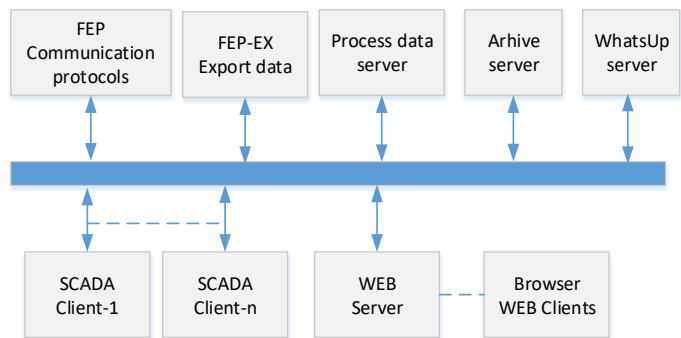 FEP
Communication
protocols
FEP-EX
Export data
Process data
server
Arhive
server
WhatsUp
server
SCADA
Client-1
SCADA
Client-n
WEB
Server
Browser
WEB Clients